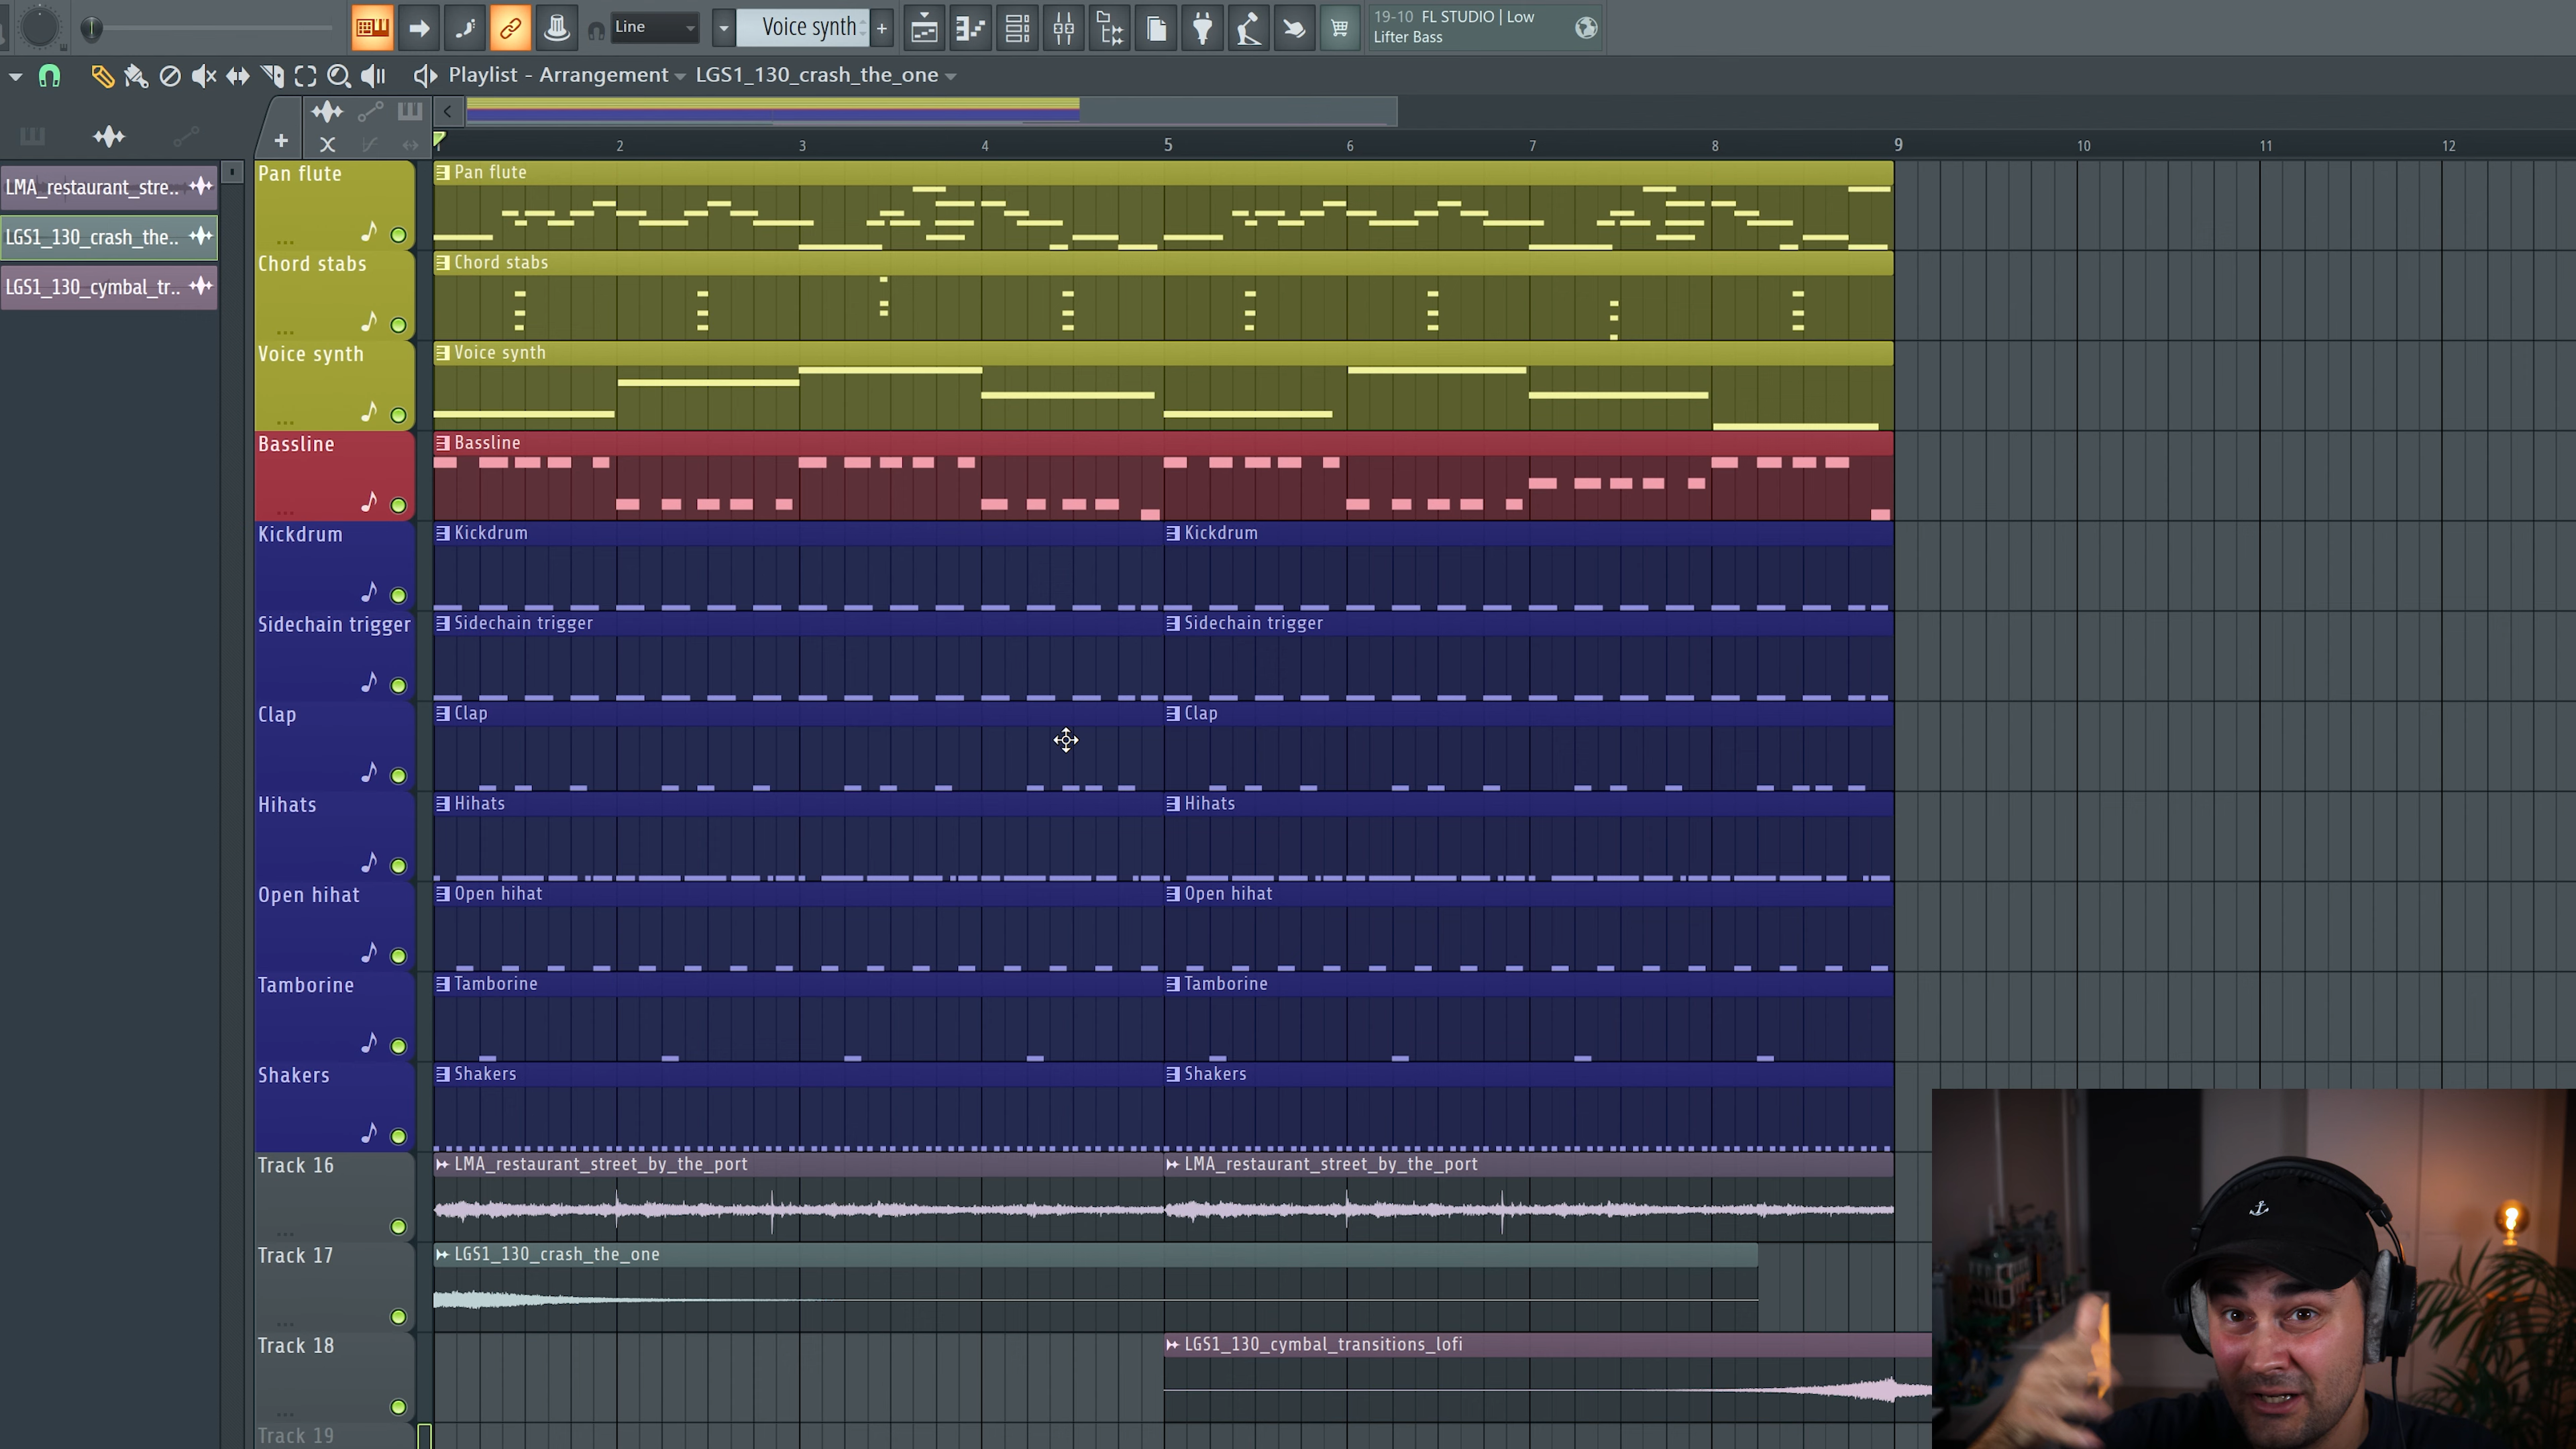 Line
Voice synth
+
19-10 FL STUDIO | Low
Lifter Bass
Playlist - Arrangement
LGS1_130_crash_the_one
2 3 4 5 6 7 8 9 10 11 12
LMA_restaurant_stre..
LGS1_130_crash_the..
LGS1_130_cymbal_tr..
Pan flute
Pan flute
Chord stabs
Chord stabs
Voice synth
Voice synth
Bassline
Bassline
Kickdrum
Kickdrum
Kickdrum
Sidechain trigger
Sidechain trigger
Sidechain trigger
Clap
Clap
Clap
Hihats
Hihats
Hihats
Open hihat
Open hihat
Open hihat
Tamborine
Tamborine
Tamborine
Shakers
Shakers
Shakers
Track 16
LMA_restaurant_street_by_the_port
LMA_restaurant_street_by_the_port
Track 17
LGS1_130_crash_the_one
Track 18
LGS1_130_cymbal_transitions_lofi
Track 19